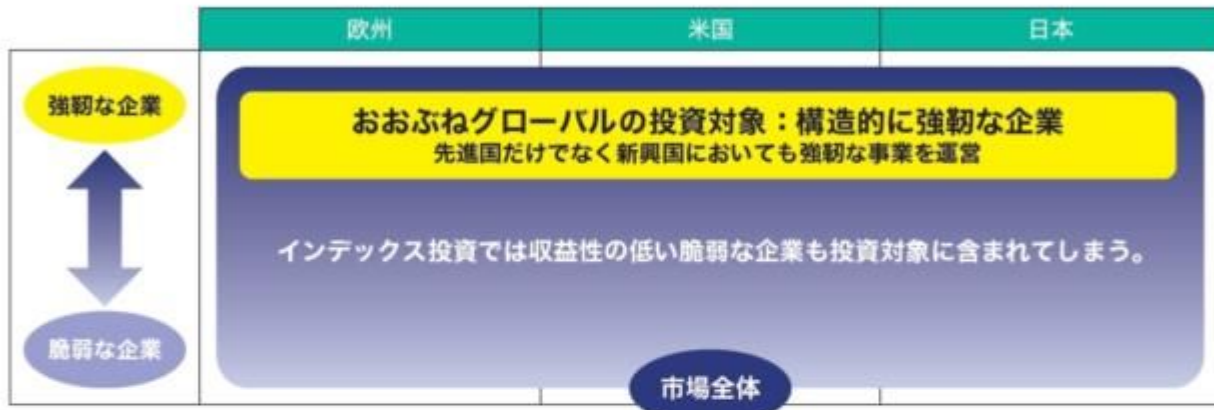 欧州 米国 日本
強靭な企業
おおぶねグローバルの投資対象：構造的に強靭な企業
先進国だけでなく新興国においても強靭な事業を運営
インデックス投資では収益性の低い脆弱な企業も投資対象に含まれてしまう。
脆弱な企業
市場全体